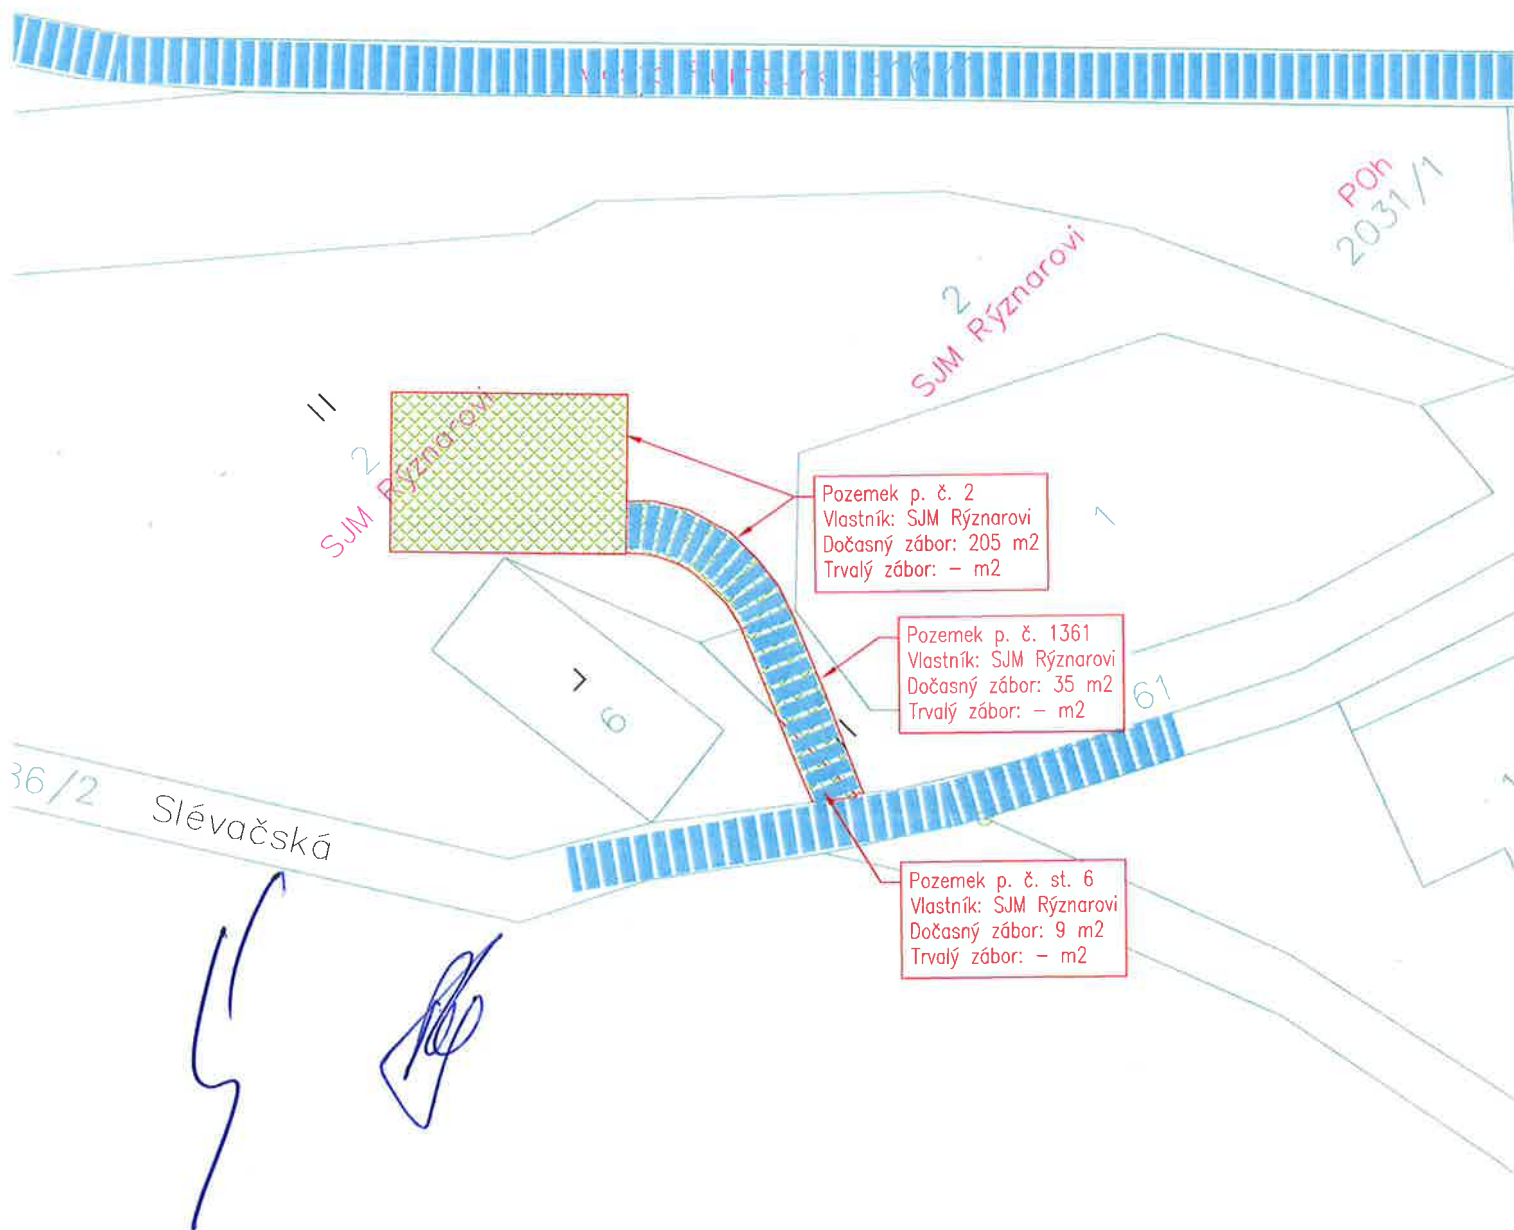 POh
2031/1
2
SJM Rýznarovi
2
SJM Rýznarovi
Pozemek p. č. 2
Vlastník: SJM Rýznarovi
Dočasný zábor: 205 m2
Trvalý zábor: – m2
1
Pozemek p. č. 1361
Vlastník: SJM Rýznarovi
Dočasný zábor: 35 m2
Trvalý zábor: – m2
61
6
36/2
Slévačská
1
Pozemek p. č. st. 6
Vlastník: SJM Rýznarovi
Dočasný zábor: 9 m2
Trvalý zábor: – m2